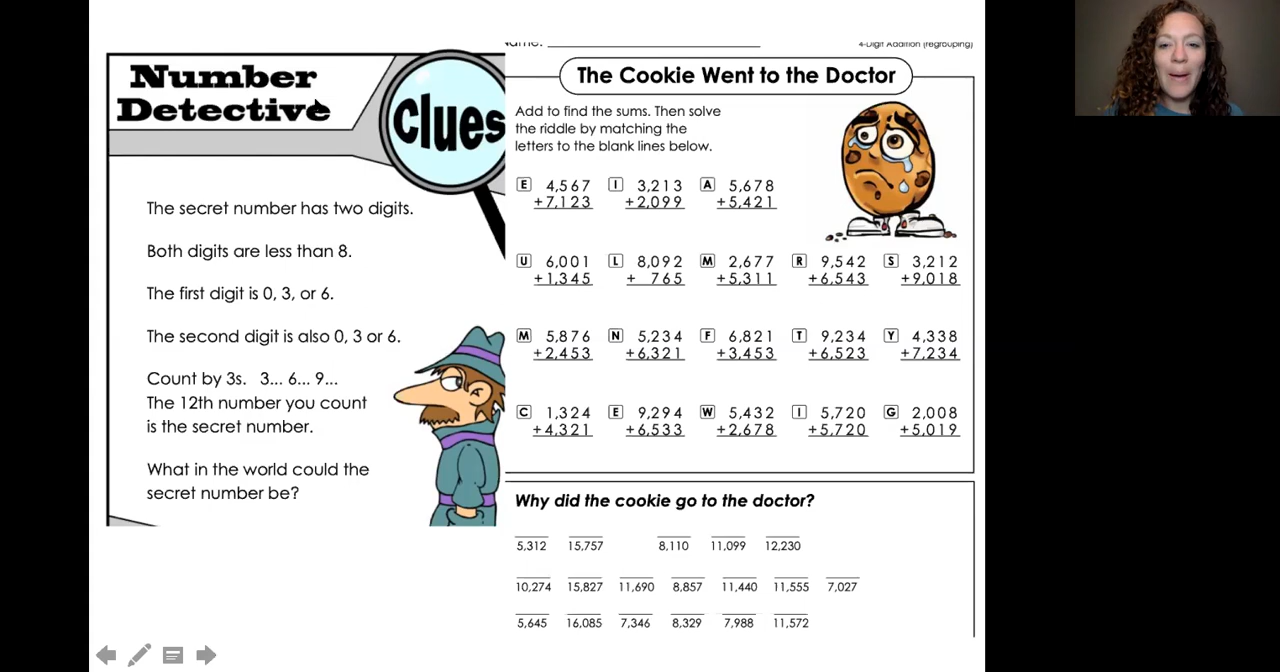 Number
Detective
Clues
The secret number has two digits.
Both digits are less than 8.
The first digit is 0, 3, or 6.
The second digit is also 0, 3 or 6.
Count by 3s. 3... 6... 9...
The 12th number you count
is the secret number.
What in the world could the
secret number be?
Name:
4-Digit Addition (regrouping)
The Cookie Went to the Doctor
Add to find the sums. Then solve
the riddle by matching the
letters to the blank lines below.
E 4,567 I 3,213 A 5,678
+7,123 +2,099 +5,421
U 6,001 L 8,092 M 2,677 R 9,542 S 3,212
+1,345 + 765 +5,311 +6,543 +9,018
M 5,876 N 5,234 F 6,821 T 9,234 Y 4,338
+2,453 +6,321 +3,453 +6,523 +7,234
C 1,324 E 9,294 W 5,432 I 5,720 G 2,008
+4,321 +6,533 +2,678 +5,720 +5,019
Why did the cookie go to the doctor?
5,312 15,757 8,110 11,099 12,230
10,274 15,827 11,690 8,857 11,440 11,555 7,027
5,645 16,085 7,346 8,329 7,988 11,572